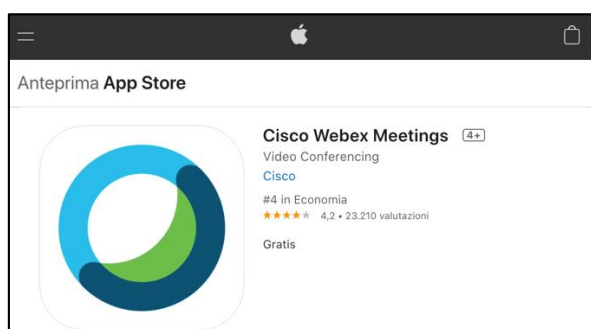 Anteprima App Store
Cisco Webex Meetings 4+
Video Conferencing
Cisco
#4 in Economia
4,2 • 23.210 valutazioni
Gratis